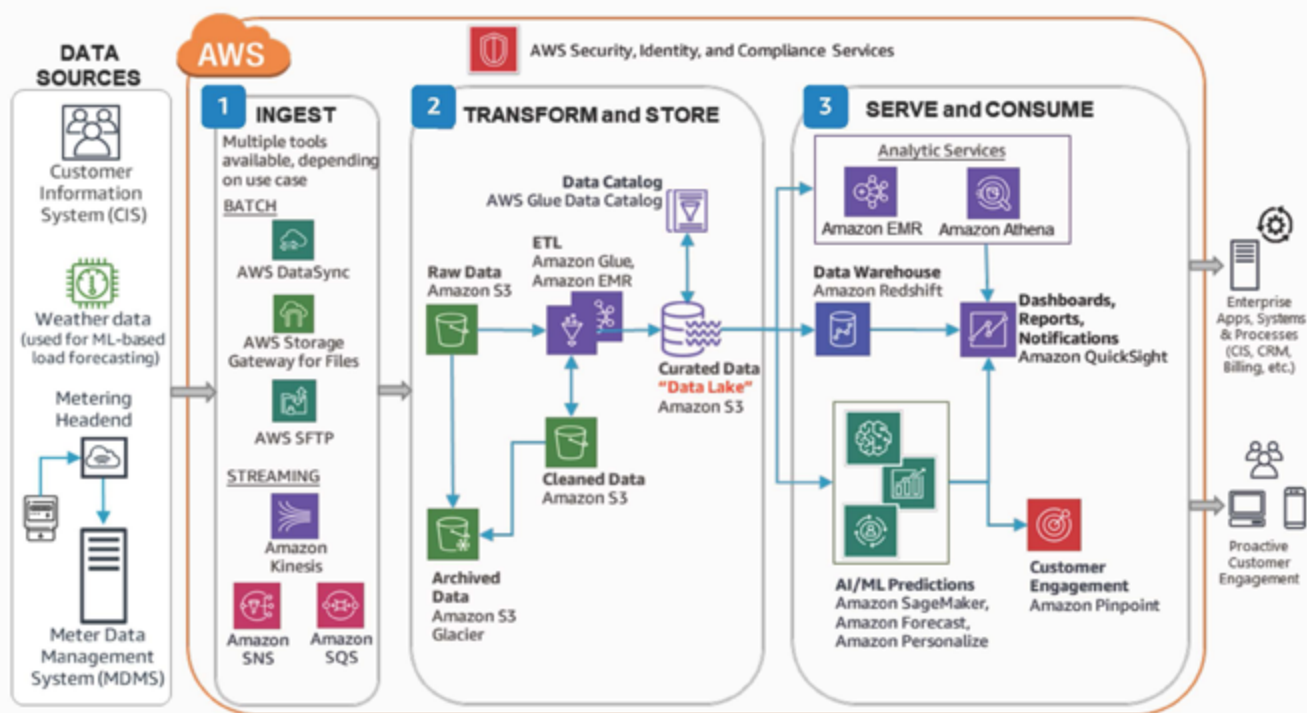 DATA
SOURCES
Customer
Information
System (CIS)
Weather data
(used for ML-based
load forecasting)
Metering
Headend
Meter Data
Management
System (MDMS)
AWS
AWS Security, Identity, and Compliance Services
1
INGEST
Multiple tools
available, depending
on use case
BATCH
AWS DataSync
AWS Storage
Gateway for Files
AWS SFTP
STREAMING
Amazon
Kinesis
Amazon
SNS
Amazon
SQS
2
TRANSFORM and STORE
Data Catalog
AWS Glue Data Catalog
ETL
Amazon Glue,
Amazon EMR
Raw Data
Amazon S3
Curated Data
"Data Lake"
Amazon S3
Cleaned Data
Amazon S3
Archived
Data
Amazon S3
Glacier
3
SERVE and CONSUME
Analytic Services
Amazon EMR
Amazon Athena
Data Warehouse
Amazon Redshift
Dashboards,
Reports,
Notifications
Amazon QuickSight
AI/ML Predictions
Amazon SageMaker,
Amazon Forecast,
Amazon Personalize
Customer
Engagement
Amazon Pinpoint
Enterprise
Apps, Systems
& Processes
(CIS, CRM,
Billing, etc.)
Proactive
Customer
Engagement